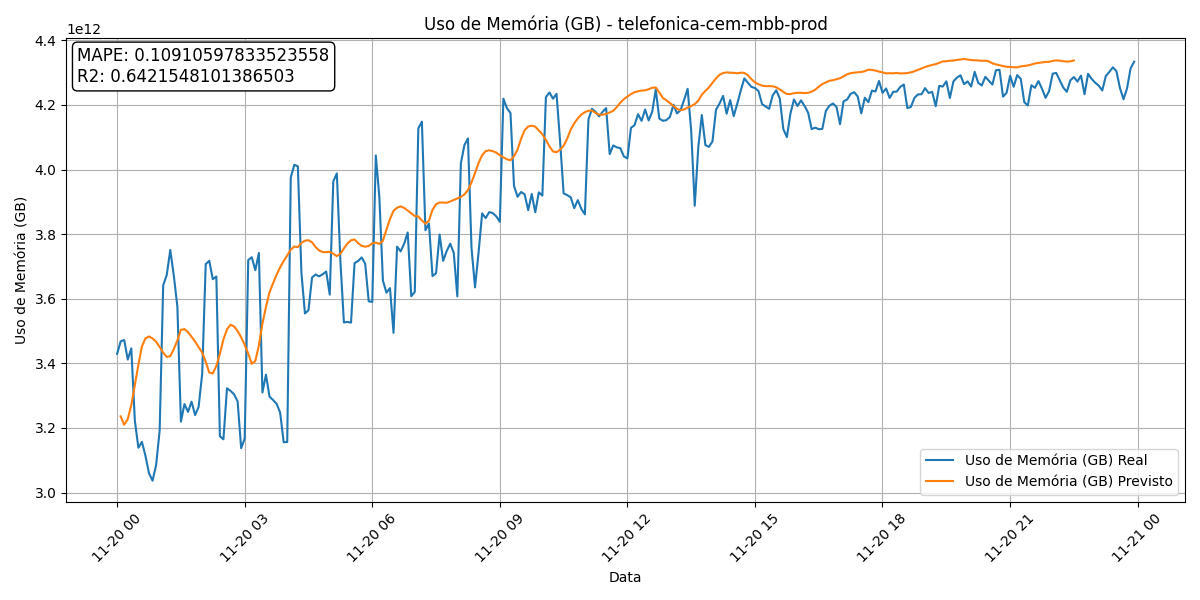 Uso de Memória (GB) - telefonica-cem-mbb-prod
1e12
MAPE: 0.10910597833523558
R2: 0.6421548101386503
4.4
4.2
4.0
3.8
3.6
3.4
3.2
3.0
Uso de Memória (GB)
Uso de Memória (GB) Real
Uso de Memória (GB) Previsto
11-20 00
11-20 03
11-20 06
11-20 09
11-20 12
11-20 15
11-20 18
11-20 21
11-21 00
Data